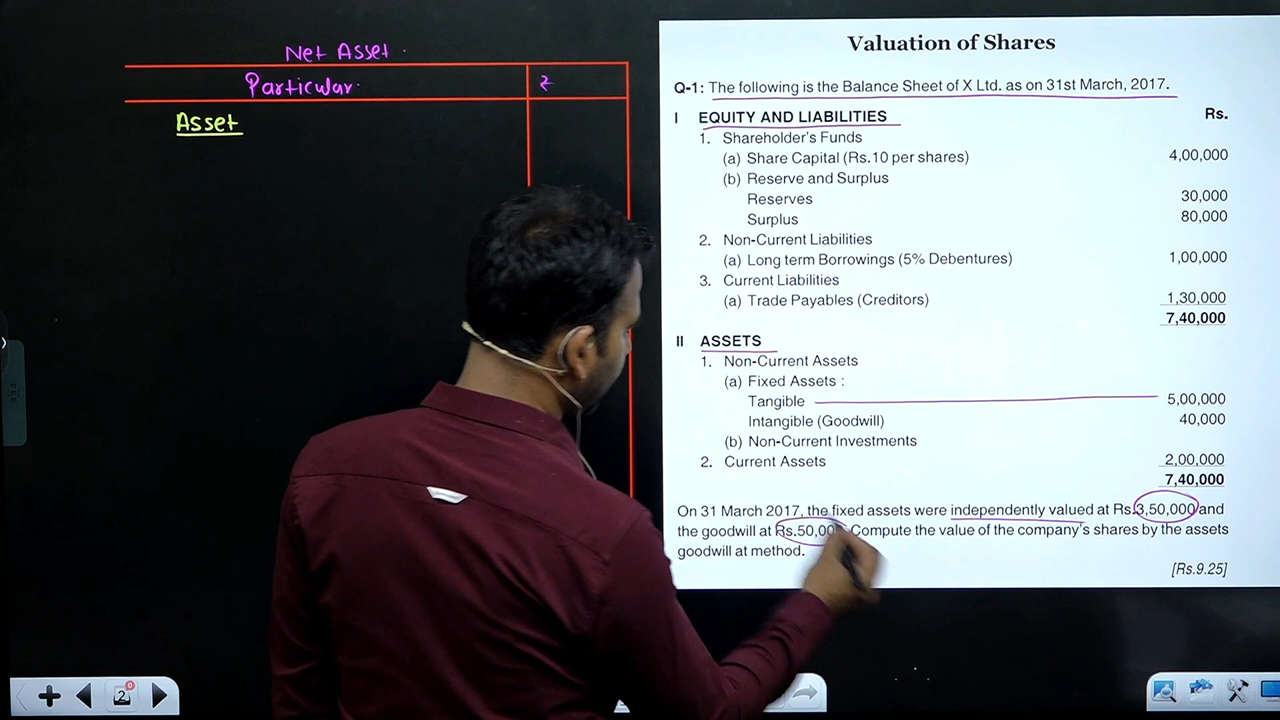 Net Asset
Particular ₹
Asset
Valuation of Shares
Q-1: The following is the Balance Sheet of X Ltd. as on 31st March, 2017.
I EQUITY AND LIABILITIES Rs.
1. Shareholder's Funds
(a) Share Capital (Rs.10 per shares) 4,00,000
(b) Reserve and Surplus
Reserves 30,000
Surplus 80,000
2. Non-Current Liabilities
(a) Long term Borrowings (5% Debentures) 1,00,000
3. Current Liabilities
(a) Trade Payables (Creditors) 1,30,000
7,40,000
II ASSETS
1. Non-Current Assets
(a) Fixed Assets :
Tangible 5,00,000
Intangible (Goodwill) 40,000
(b) Non-Current Investments
2. Current Assets 2,00,000
7,40,000
On 31 March 2017, the fixed assets were independently valued at Rs.3,50,000 and
the goodwill at Compute the value of the company's shares by the assets
goodwill at method.
[Rs.9.25]
2
0